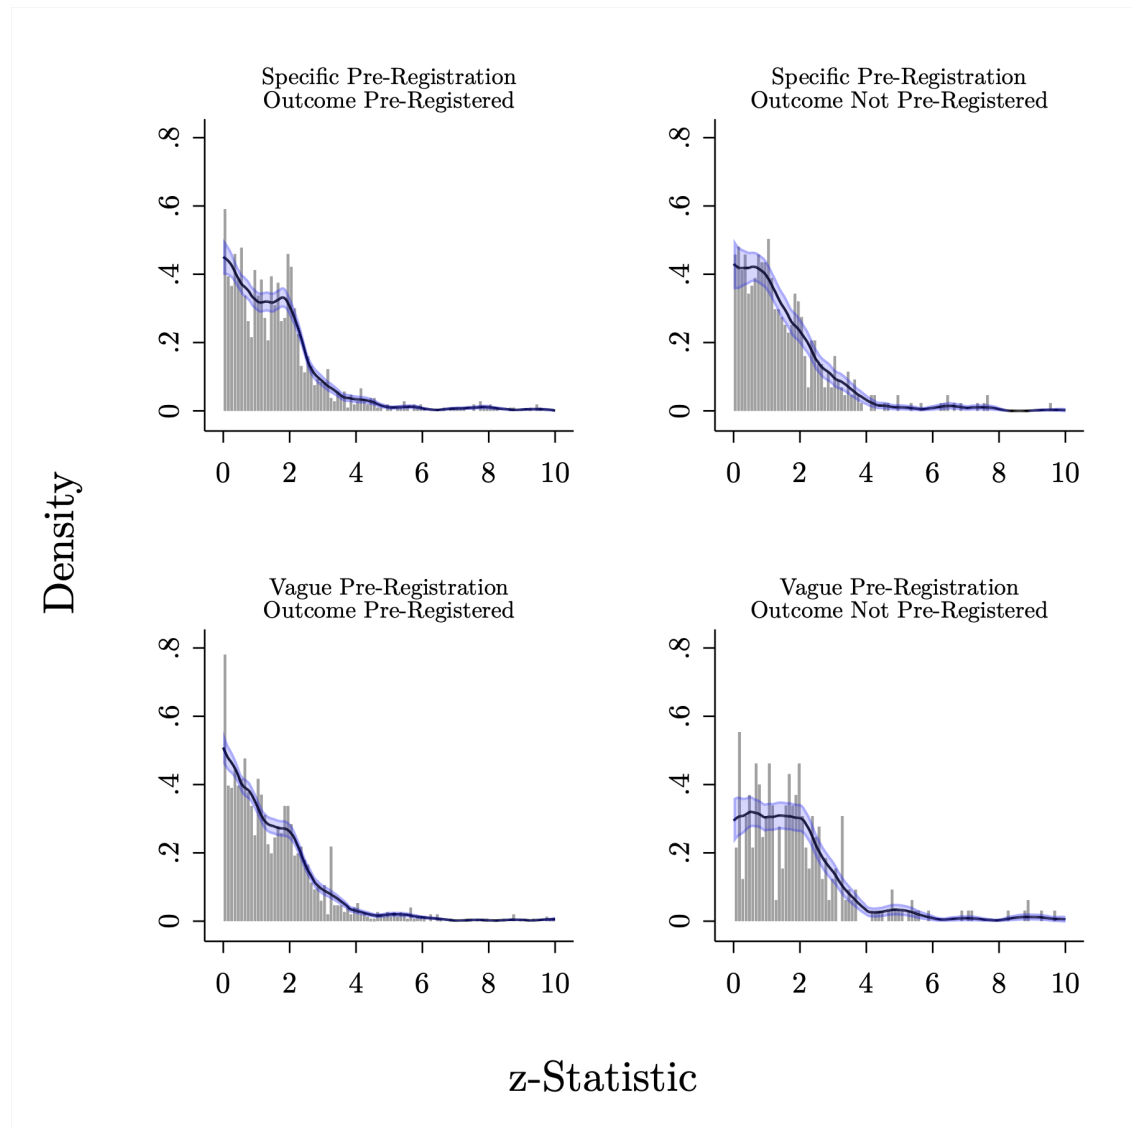 Specific Pre-Registration
Outcome Pre-Registered
.8
.6
.4
.2
0
0 2 4 6 8 10
Specific Pre-Registration
Outcome Not Pre-Registered
.8
.6
.4
.2
0
0 2 4 6 8 10
Density
Vague Pre-Registration
Outcome Pre-Registered
.8
.6
.4
.2
0
0 2 4 6 8 10
Vague Pre-Registration
Outcome Not Pre-Registered
.8
.6
.4
.2
0
0 2 4 6 8 10
z-Statistic